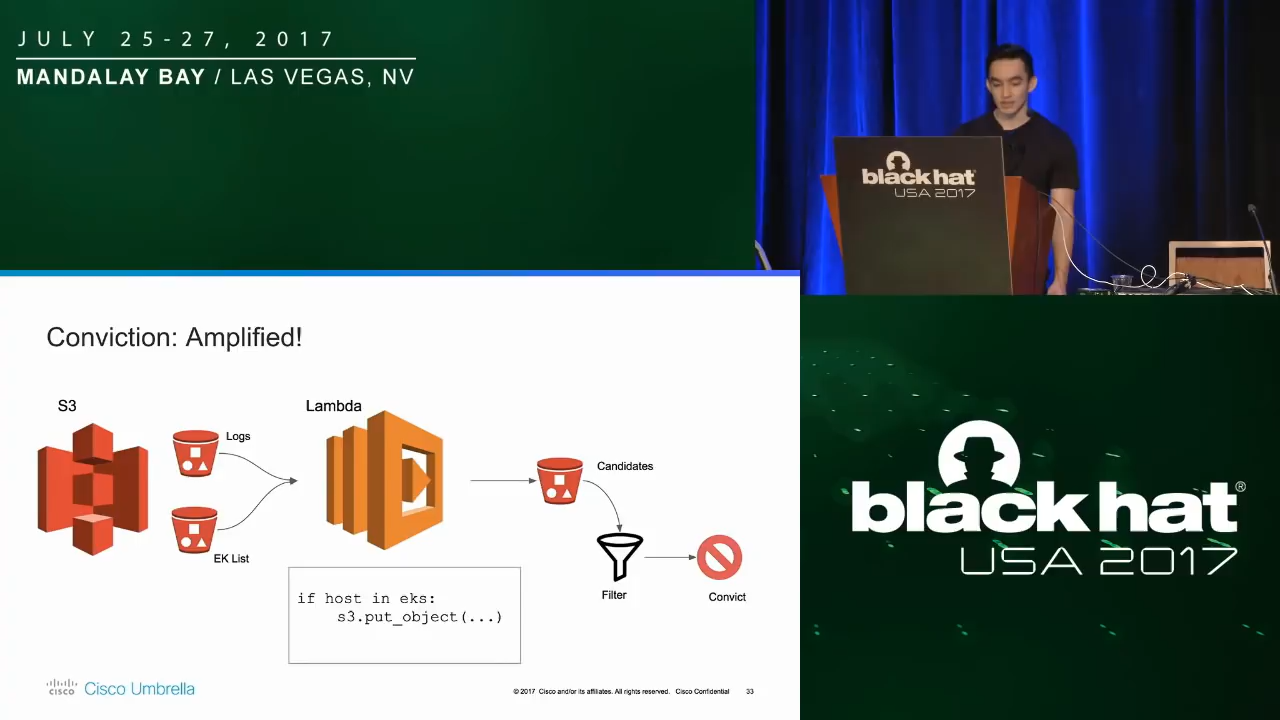 JULY 25-27, 2017
MANDALAY BAY / LAS VEGAS, NV
black hat
USA 2017
Conviction: Amplified!
S3
Logs
EK List
Lambda
if host in eks:
s3.put_object(...)
Candidates
Filter
Convict
cisco Cisco Umbrella
© 2017 Cisco and/or its affiliates. All rights reserved. Cisco Confidential 33
black hat®
USA 2017